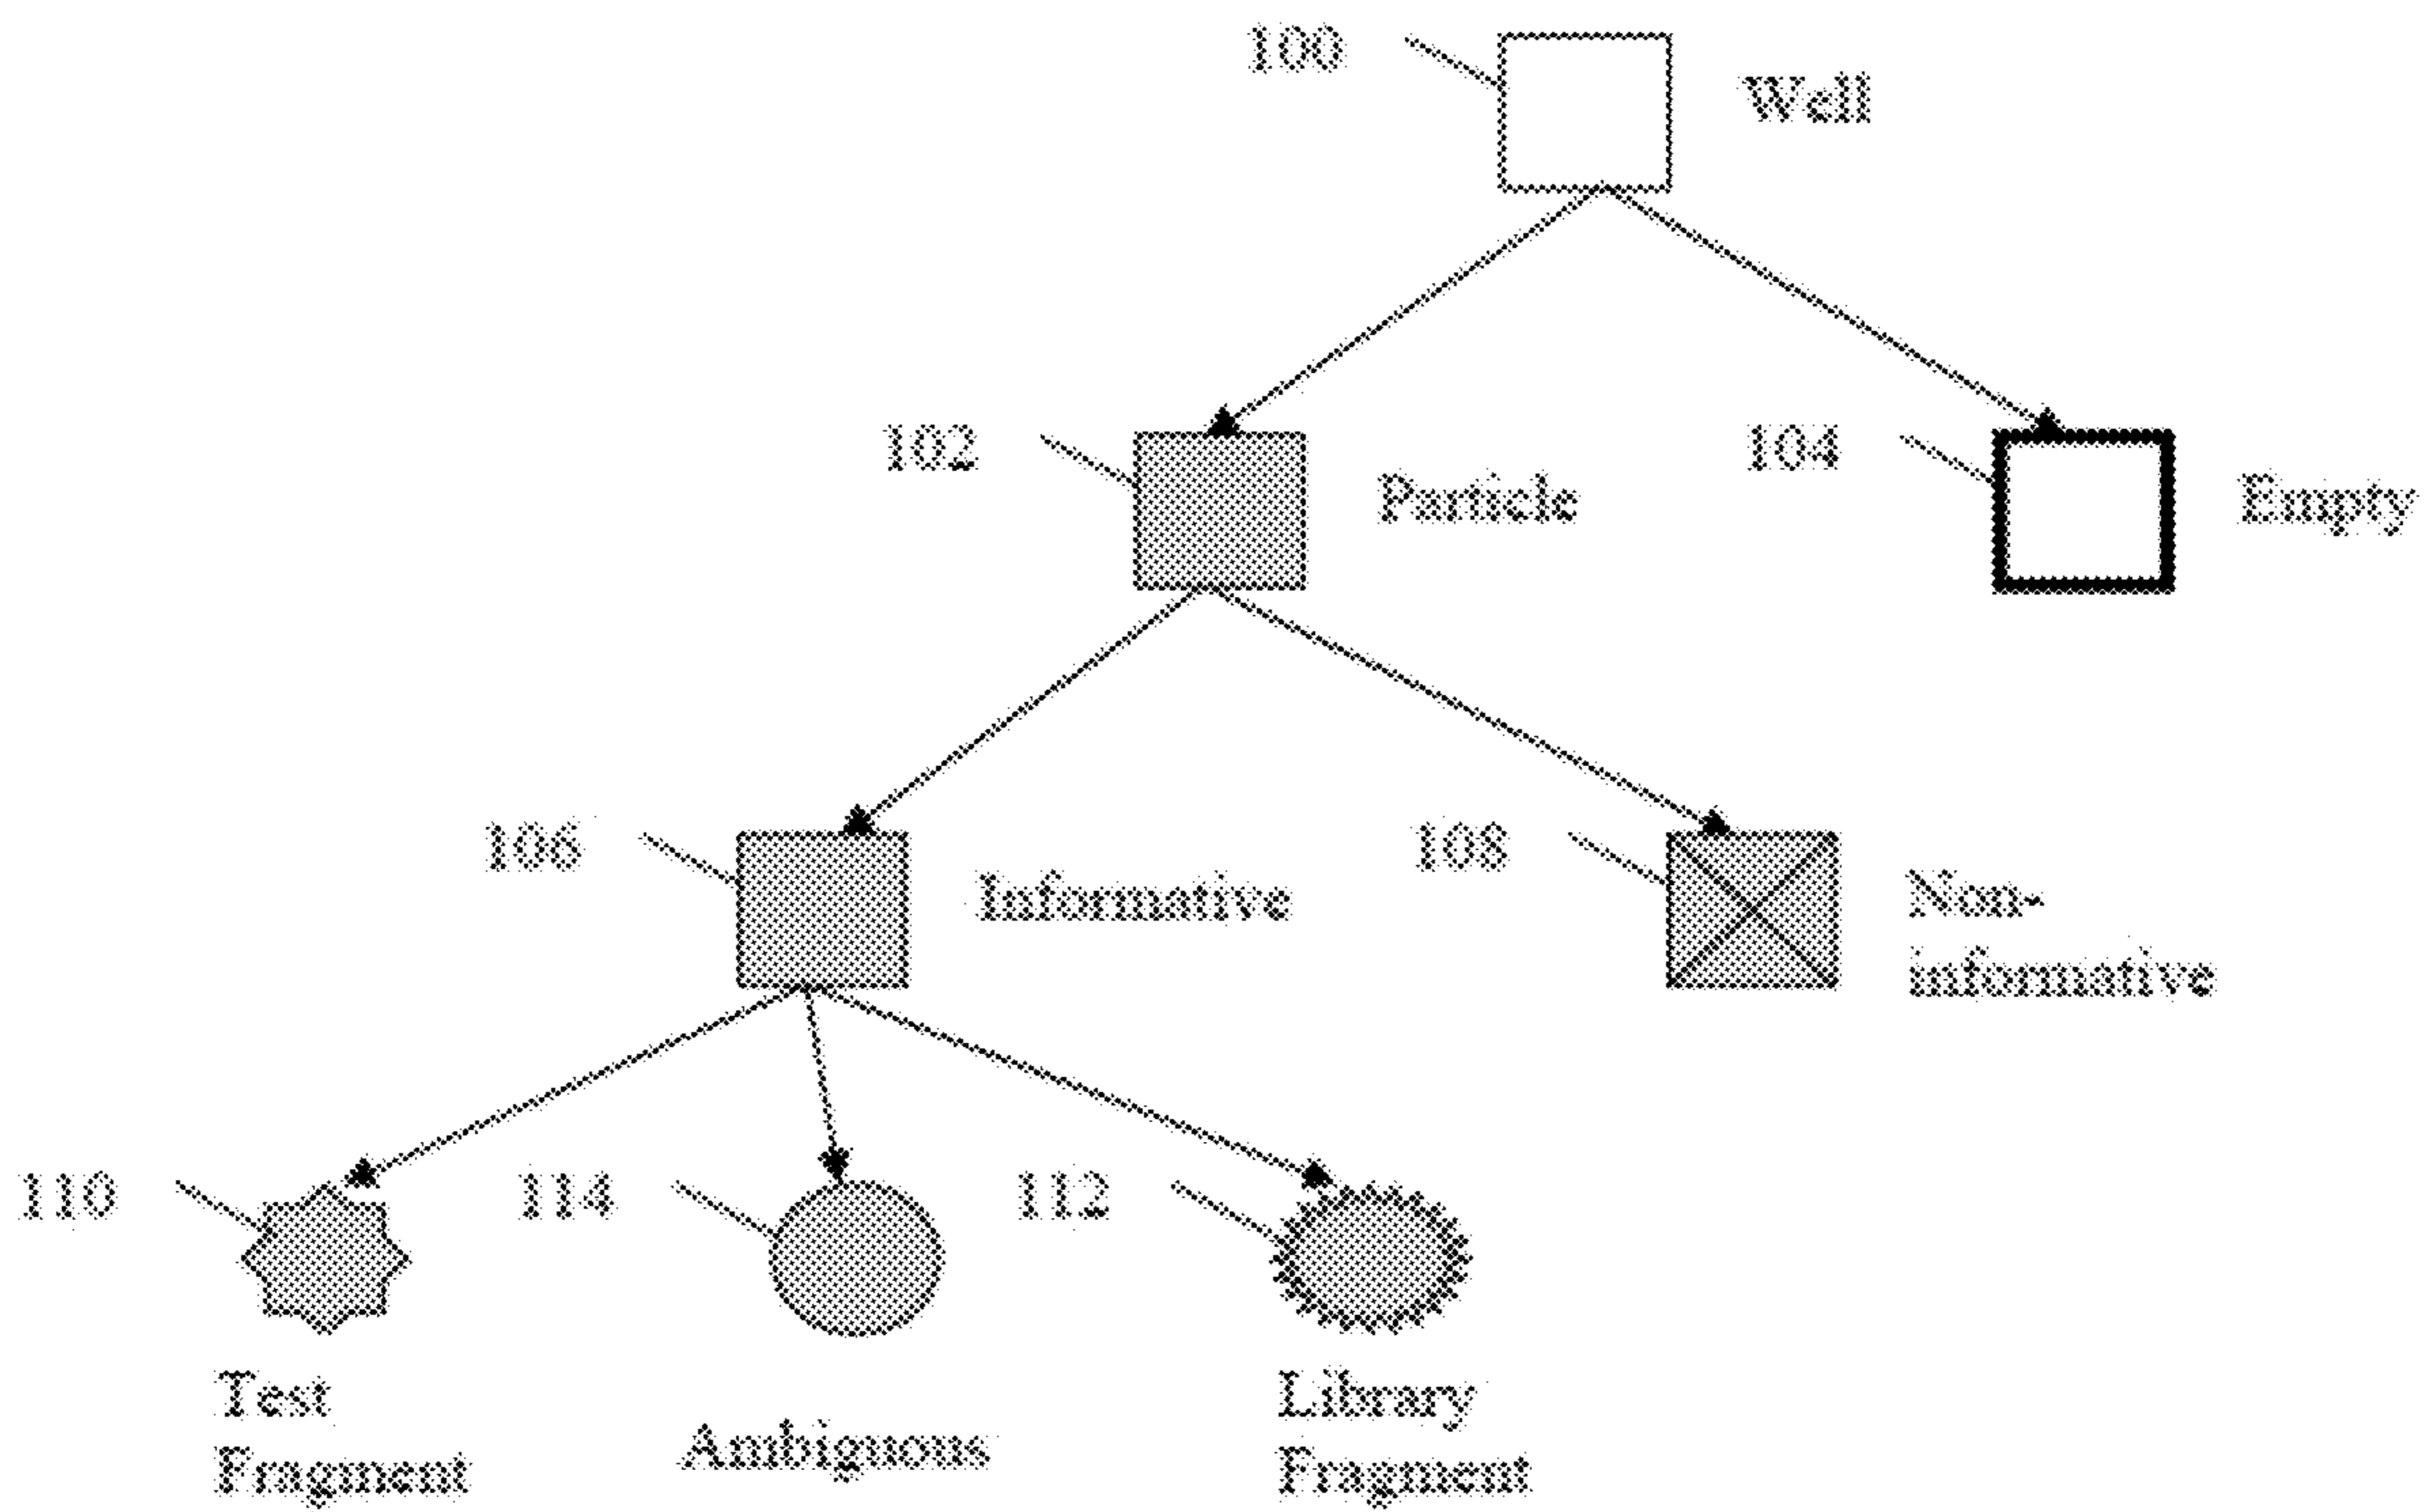 100
Well
102
Particle
104
Empty
106
Informative
108
Non-
informative
110
114
112
Test
Fragment
Ambiguous
Library
Fragment